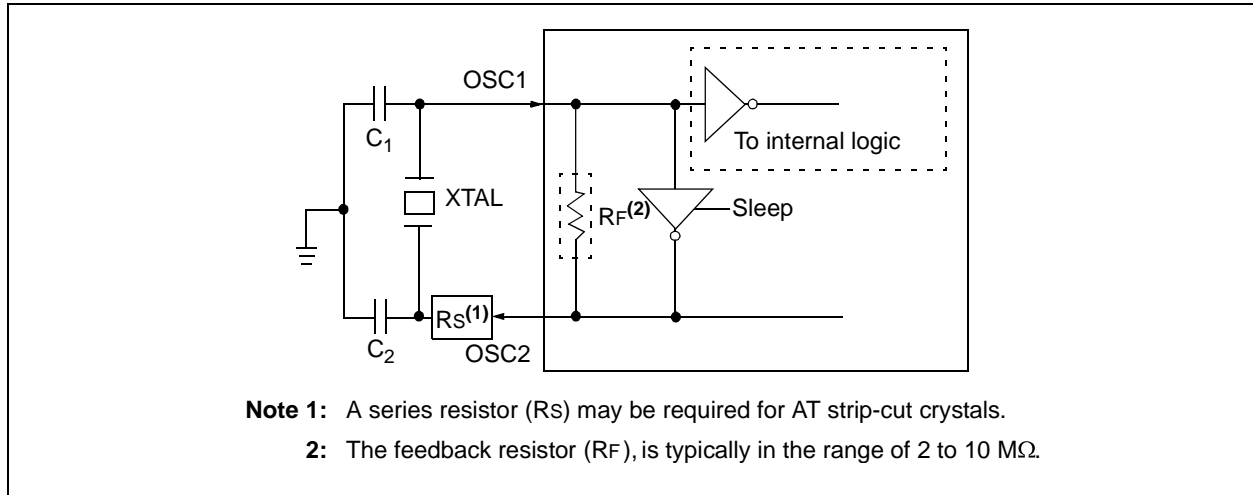 OSC1
C1
To internal logic
XTAL
RF(2)
Sleep
RS(1)
C2
OSC2
Note 1: A series resistor (RS) may be required for AT strip-cut crystals.
2: The feedback resistor (RF), is typically in the range of 2 to 10 MΩ.